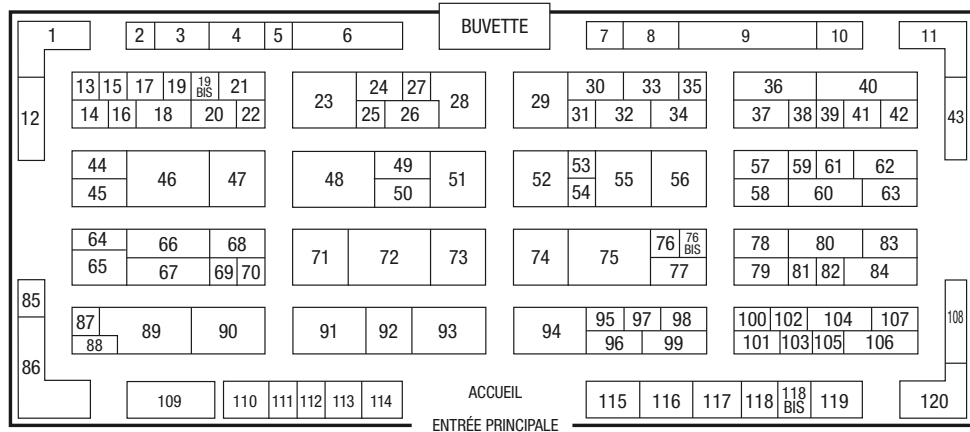 1 2 3 4 5 6 BUVETTE 7 8 9 10 11
13 15 17 19 19 BIS 21 23 24 27 28 29 30 33 35 36 40
12 14 16 18 20 22 25 26 31 32 34 37 38 39 41 42 43
44 46 47 48 49 51 52 53 55 56 57 59 61 62
45 50 54 58 60 63
64 66 68 71 72 73 74 75 76 76 BIS 78 80 83
65 67 69 70 77 79 81 82 84
85 87 89 90 91 92 93 94 95 97 98 100 102 104 107 108
86 88 96 99 101 103 105 106
109 110 111 112 113 114 ACCUEIL 115 116 117 118 118 BIS 119 120
ENTRÉE PRINCIPALE